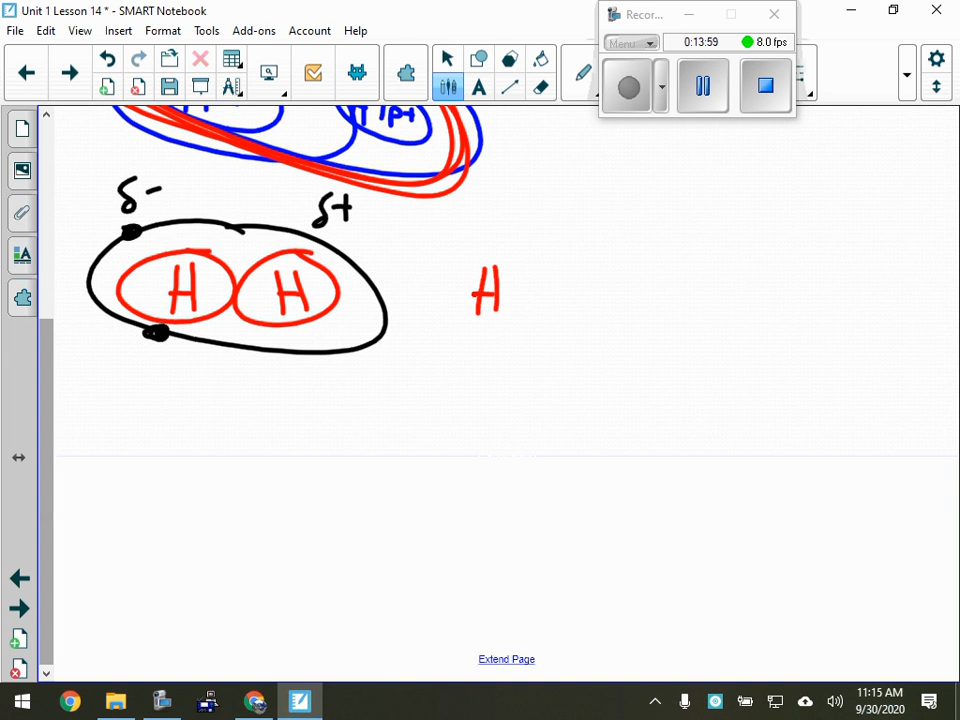 Unit 1 Lesson 14 * - SMART Notebook
Recor...
File Edit View Insert Format Tools Add-ons Account Help
Menu 0:13:59 8.0 fps
δ-
δ+
H H H
Extend Page
11:15 AM
9/30/2020